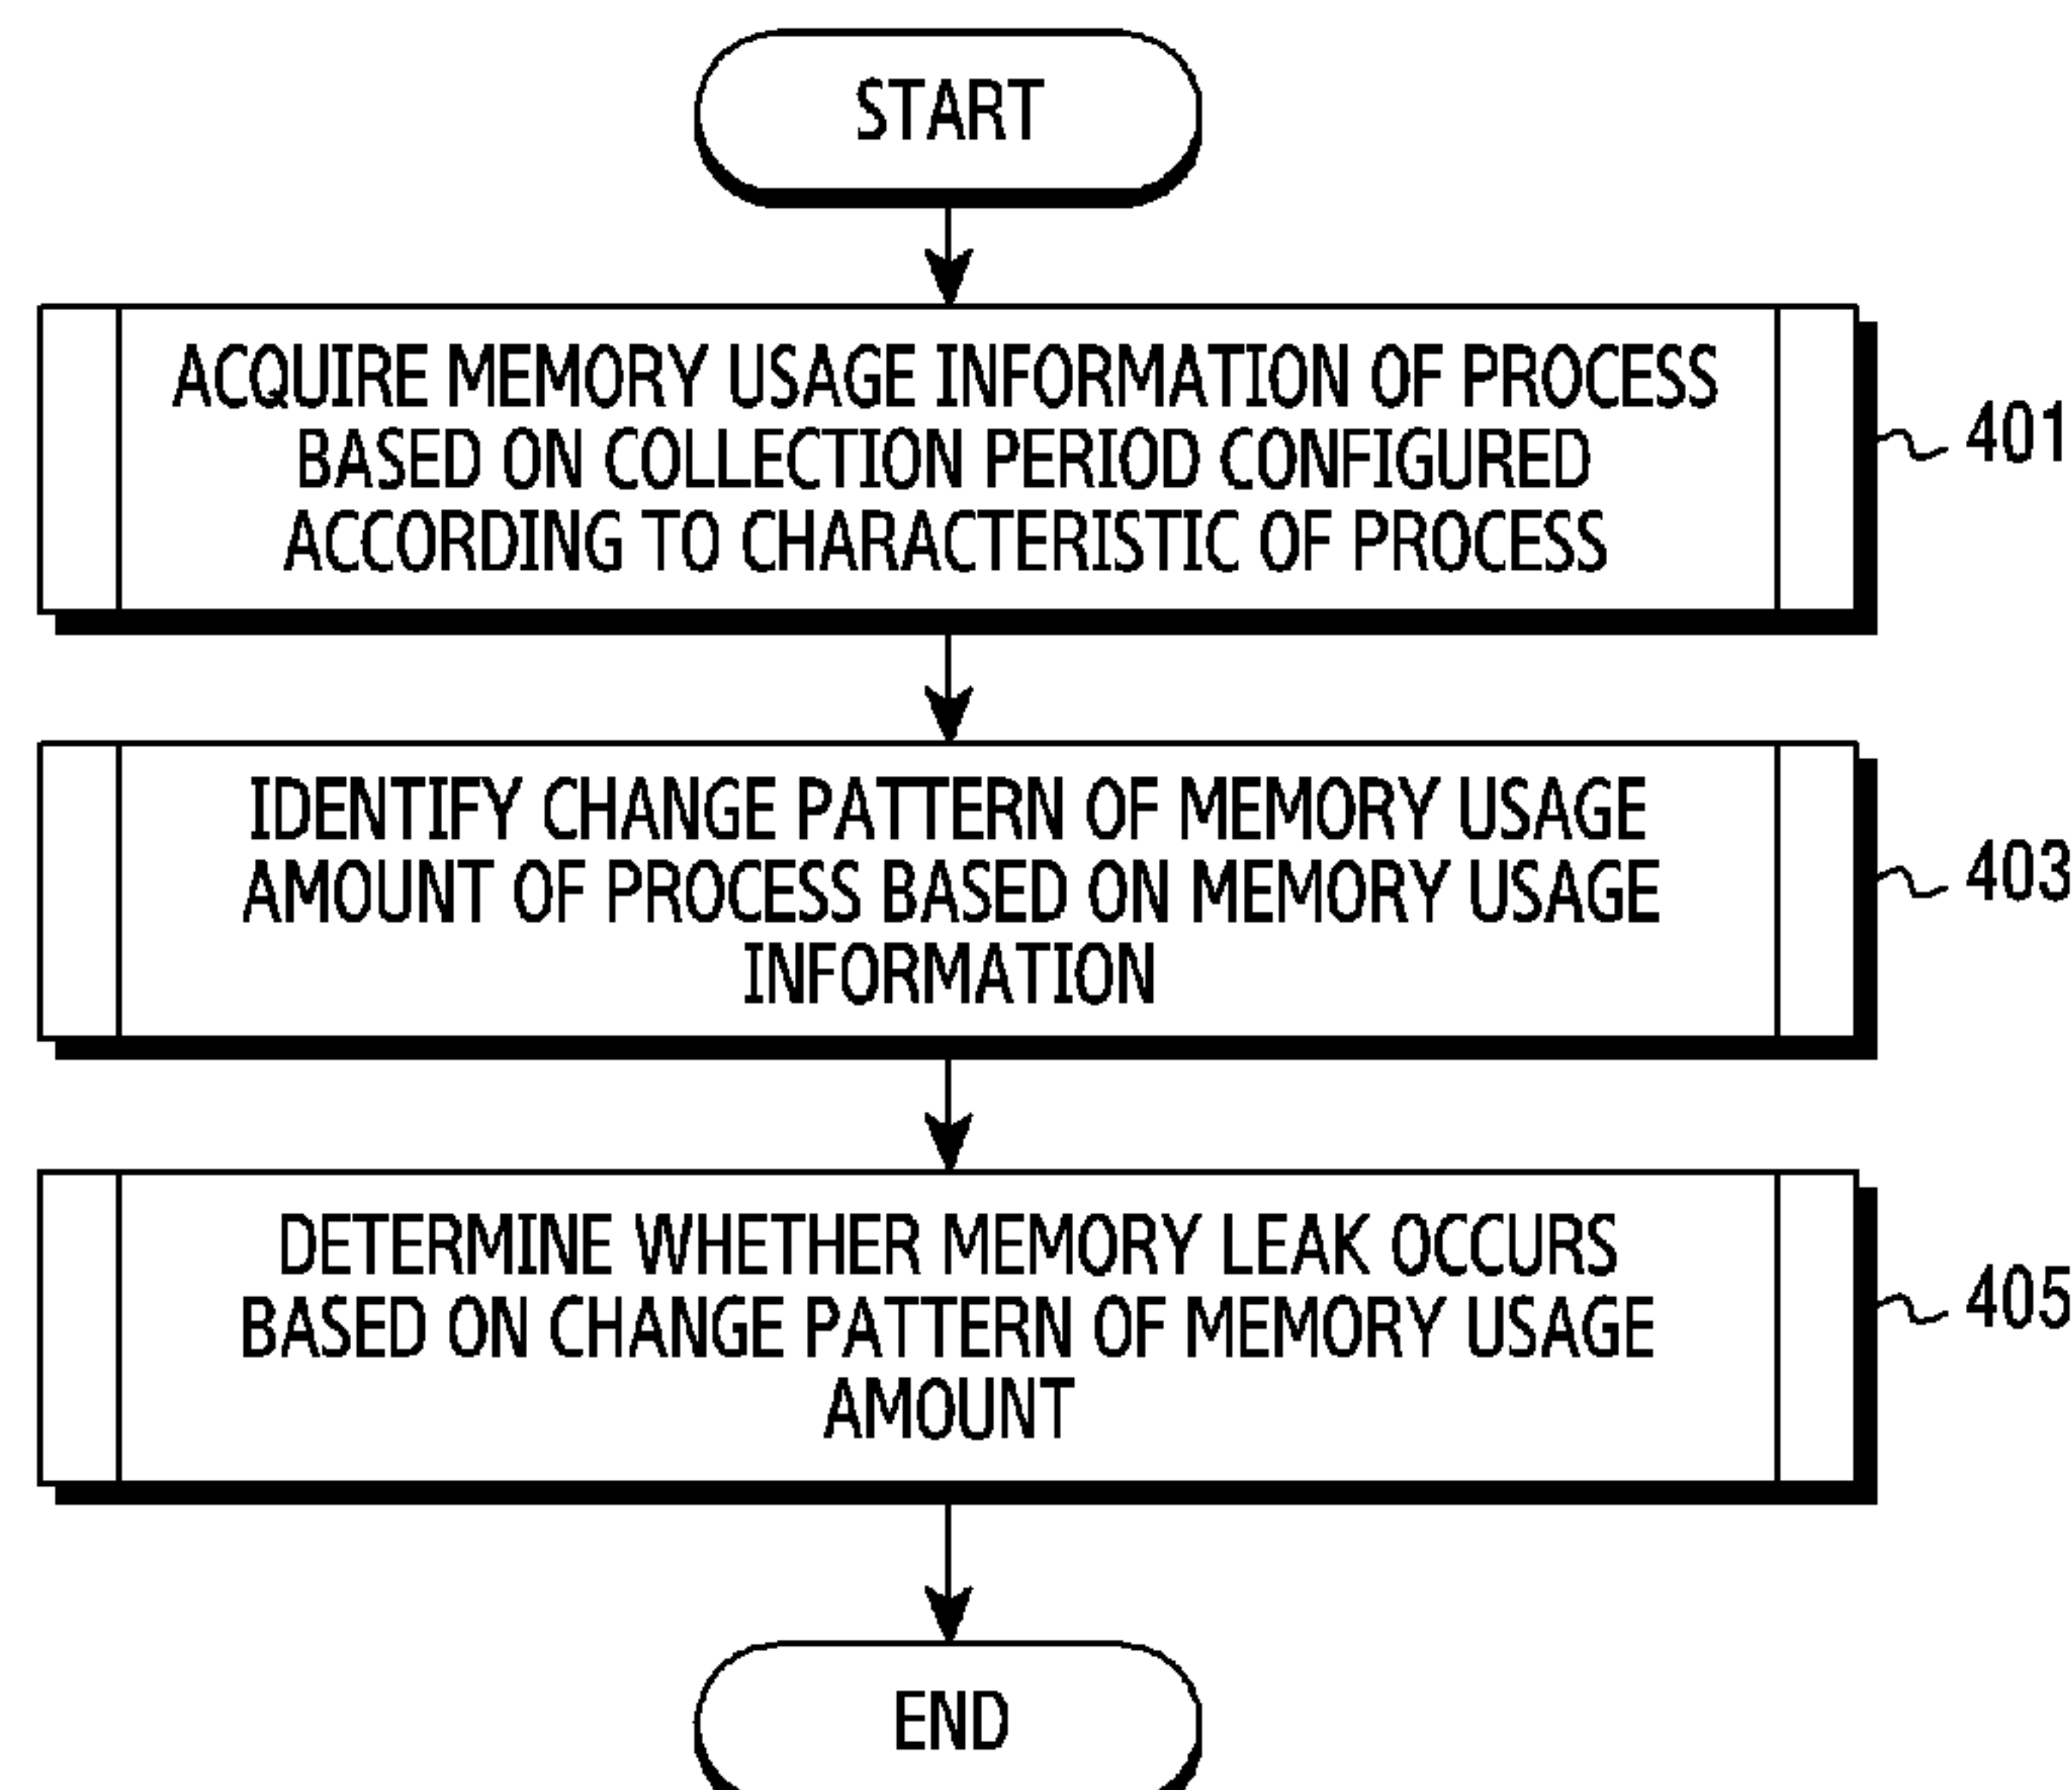 START
ACQUIRE MEMORY USAGE INFORMATION OF PROCESS
BASED ON COLLECTION PERIOD CONFIGURED
ACCORDING TO CHARACTERISTIC OF PROCESS
401
IDENTIFY CHANGE PATTERN OF MEMORY USAGE
AMOUNT OF PROCESS BASED ON MEMORY USAGE
INFORMATION
403
DETERMINE WHETHER MEMORY LEAK OCCURS
BASED ON CHANGE PATTERN OF MEMORY USAGE
AMOUNT
405
END